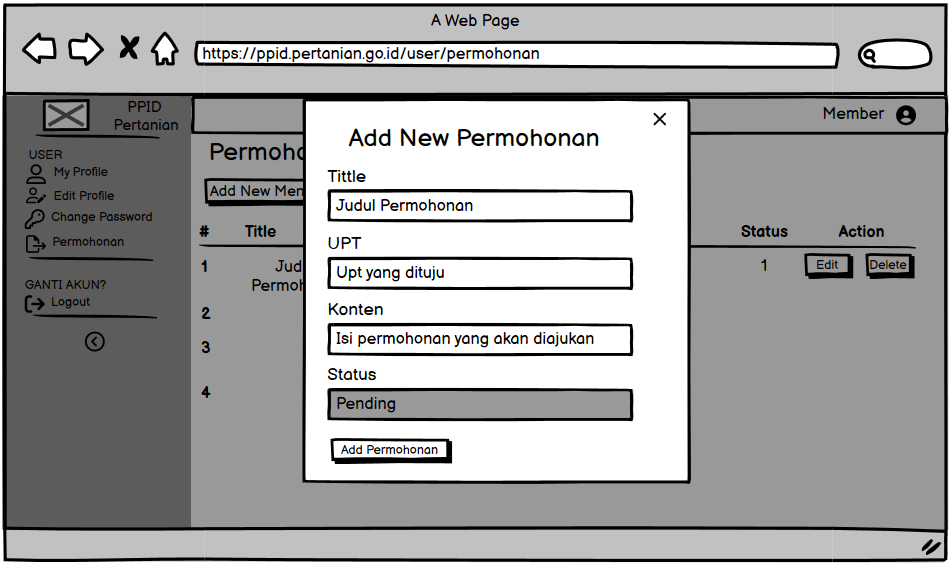 A Web Page
https://ppid.pertanian.go.id/user/permohonan
PPID
Pertanian
USER
My Profile
Edit Profile
Change Password
Permohonan
GANTI AKUN?
Logout
Member
Permoho
Add New Men
# Title Status Action
1 Jud 1 Edit Delete
Permoh
2
3
4
Add New Permohonan
Tittle
Judul Permohonan
UPT
Upt yang dituju
Konten
Isi permohonan yang akan diajukan
Status
Pending
Add Permohonan